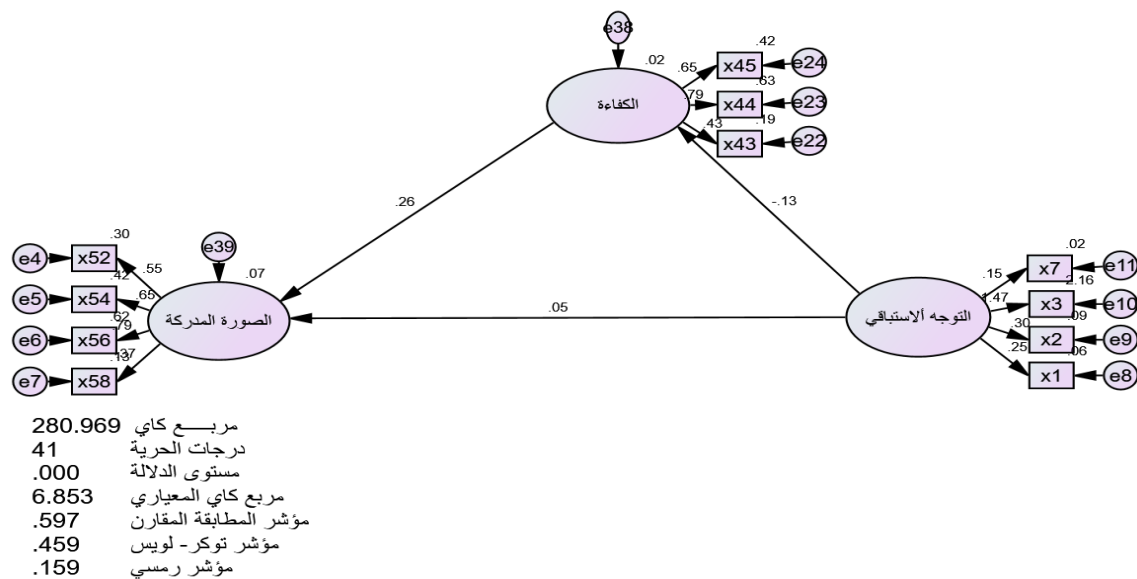 e38
.42
.02
.65
x45
e24
.63
الكفاءة
.79
x44
e23
.19
.43
x43
e22
.26
-.13
.30
e39
.02
e4
x52
.55
.07
x7
e11
.42
.15
2.16
e5
x54
.65
الصورة المدركة
.05
التوجه ألاستباقي
1.47
x3
e10
.62
.09
e6
x56
.79
.30
x2
e9
.37
.25
.06
.13
e7
x58
x1
e8
مربـــع كاي 280.969
درجات الحرية 41
مستوى الدلالة .000
مربع كاي المعياري 6.853
مؤشر المطابقة المقارن .597
مؤشر توكر- لويس .459
مؤشر رمسي .159